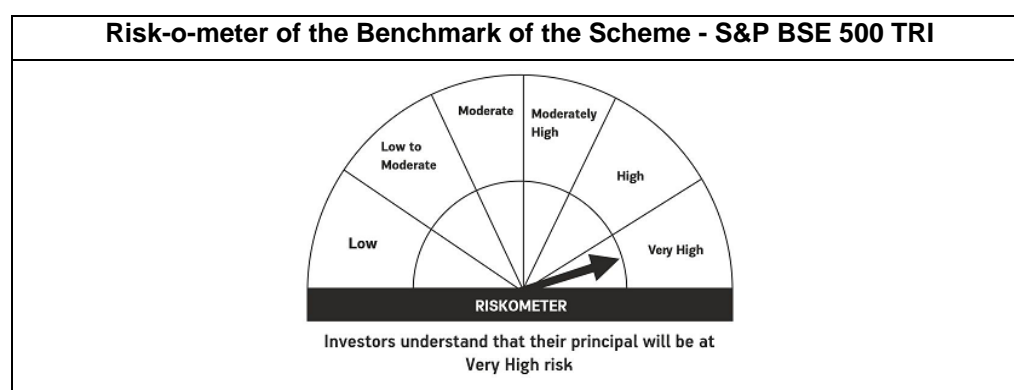 Risk-o-meter of the Benchmark of the Scheme - S&P BSE 500 TRI
Moderate
Moderately
High
Low to
Moderate
High
Low
Very High
RISKOMETER
Investors understand that their principal will be at
Very High risk